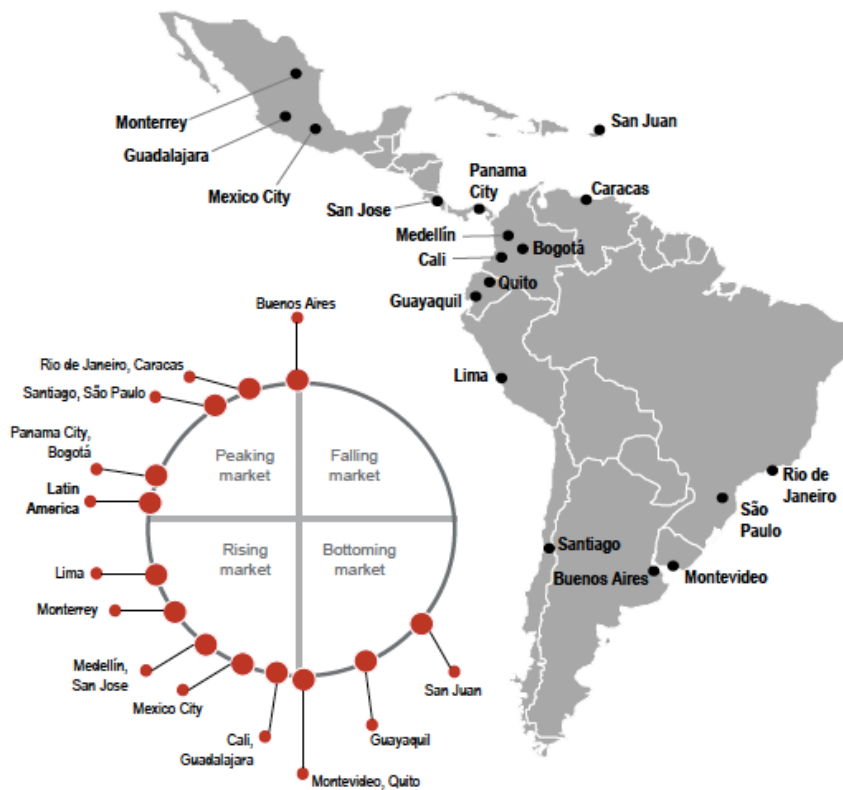 Monterrey
Guadalajara
Mexico City
San Juan
Panama
City
San Jose
Caracas
Medellín
Bogotá
Cali
Quito
Guayaquil
Lima
Rio de
Janeiro
São
Paulo
Santiago
Buenos Aires
Montevideo
Buenos Aires
Rio de Janeiro, Caracas
Santiago, São Paulo
Panama City,
Bogotá
Latin
America
Peaking
market
Falling
market
Rising
market
Bottoming
market
Lima
Monterrey
Medellín,
San Jose
Mexico City
Cali,
Guadalajara
Montevideo, Quito
Guayaquil
San Juan